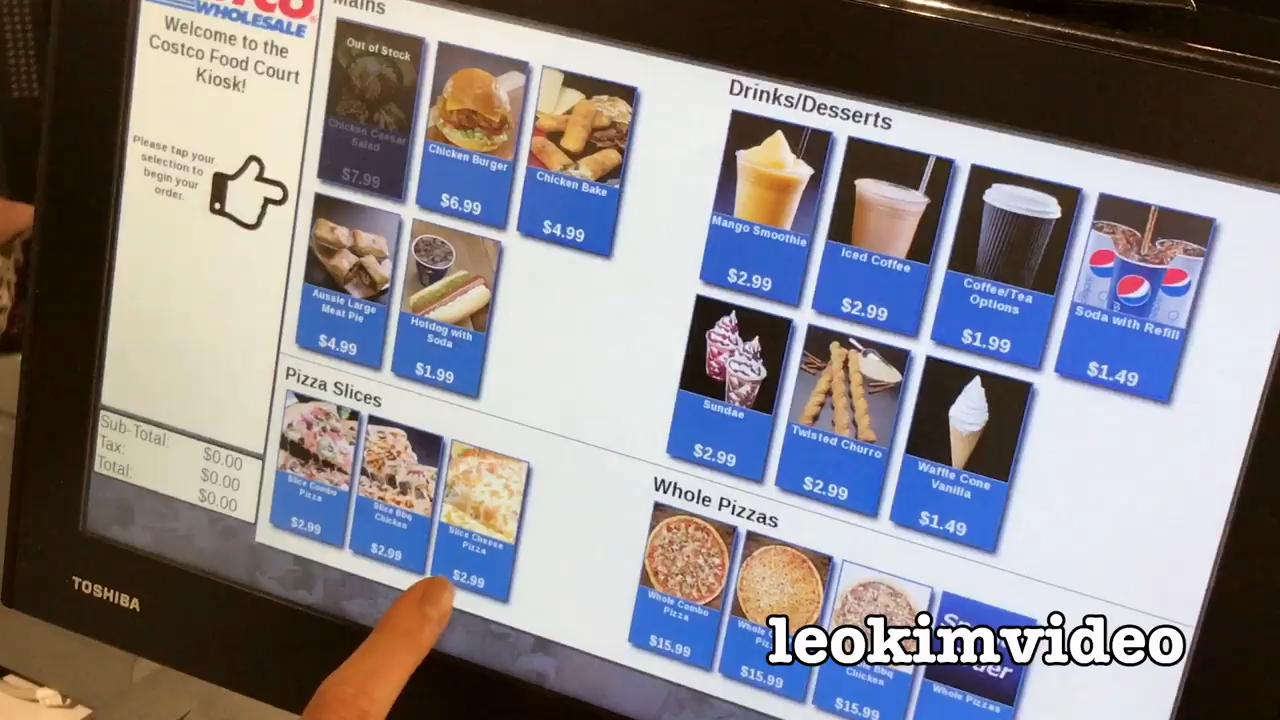 WHOLESALE
Welcome to the
Costco Food Court
Kiosk!
Please tap your
selection to
begin your
order.
Sub-Total:
$0.00
Tax:
$0.00
Total:
$0.00
TOSHIBA
Mains
Out of Stock
Chicken Caesar
Salad
$7.99
Chicken Burger
$6.99
Chicken Bake
$4.99
Aussie Large
Meat Pie
$4.99
Hotdog with
Soda
$1.99
Pizza Slices
Slice Combo
Pizza
$2.99
Slice Bbq
Chicken
$2.99
Slice Cheese
Pizza
$2.99
Drinks/Desserts
Mango Smoothie
$2.99
Iced Coffee
$2.99
Coffee/Tea
Options
$1.99
Soda with Refill
$1.49
Sundae
$2.99
Twisted Churro
$2.99
Waffle Cone
Vanilla
$1.49
Whole Pizzas
Whole Combo
Pizza
$15.99
Whole
$15.99
Bbq
Chicken
$15.99
Whole Pizzas
leokimvideo